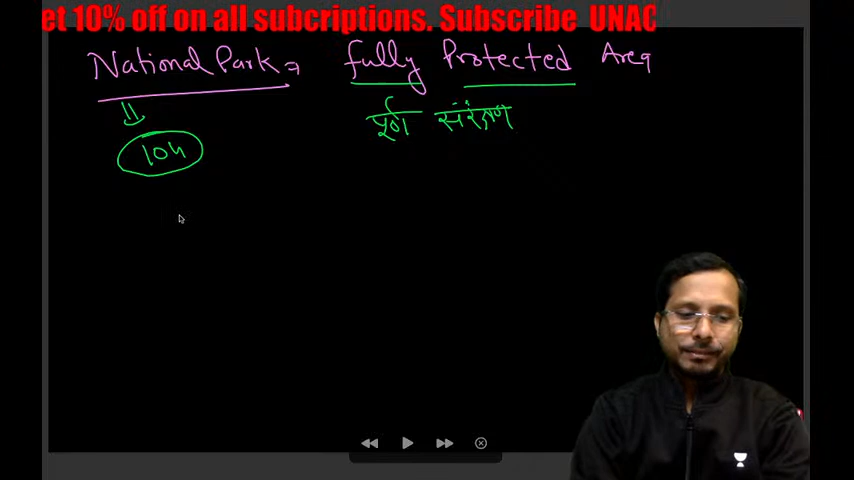 et 10% off on all subcriptions. Subscribe UNAC
National Park ⇒ fully Protected Area
पूर्ण संरक्षण
104